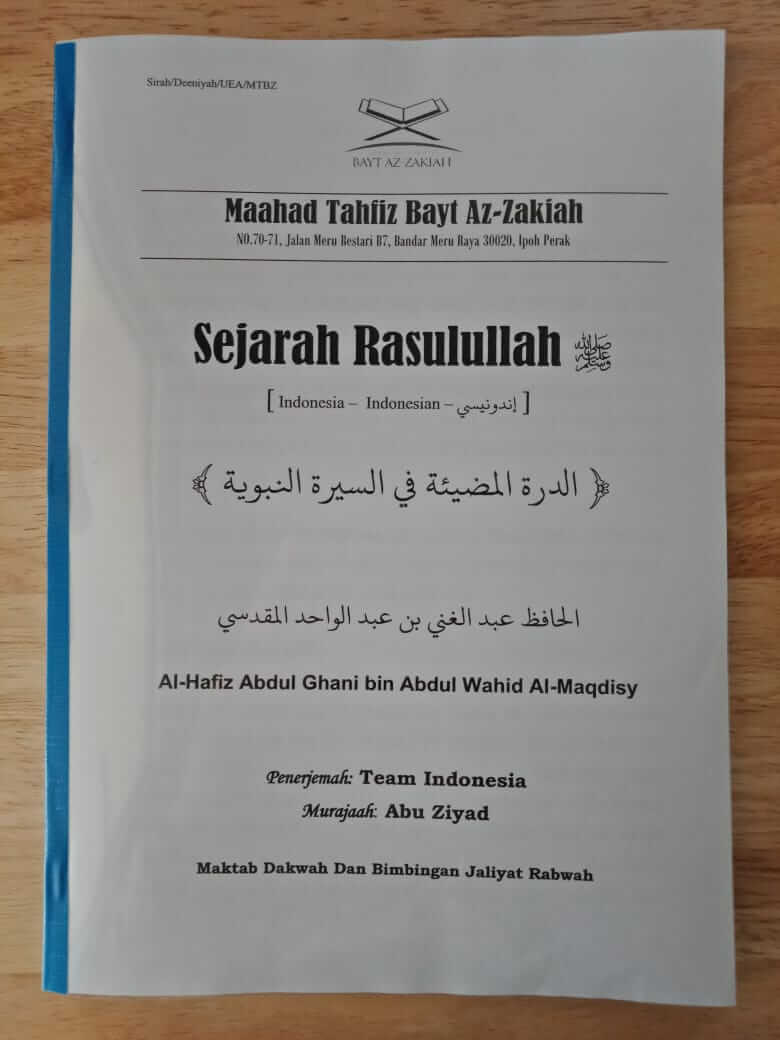 Sirah/Deeniyah/UEA/MTBZ
BAYT AZ-ZAKIAH
Maahad Tahfiz Bayt Az-Zakiah
NO.70-71, Jalan Meru Bestari B7, Bandar Meru Raya 30020, Ipoh Perak
Sejarah Rasulullah ﷺ
[ Indonesia – Indonesian – إندونيسي ]
﴿ الدرة المضيئة في السيرة النبوية ﴾
الحافظ عبد الغني بن عبد الواحد المقدسي
Al-Hafiz Abdul Ghani bin Abdul Wahid Al-Maqdisy
Penerjemah: Team Indonesia
Murajaah: Abu Ziyad
Maktab Dakwah Dan Bimbingan Jaliyat Rabwah